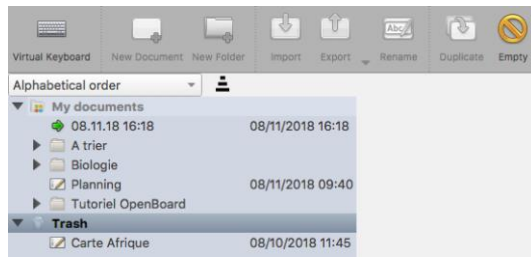 Virtual Keyboard New Document New Folder Import Export Rename Duplicate Empty
Abc
Alphabetical order
My documents
08.11.18 16:18 08/11/2018 16:18
A trier
Biologie
Planning 08/11/2018 09:40
Tutoriel OpenBoard
Trash
Carte Afrique 08/10/2018 11:45